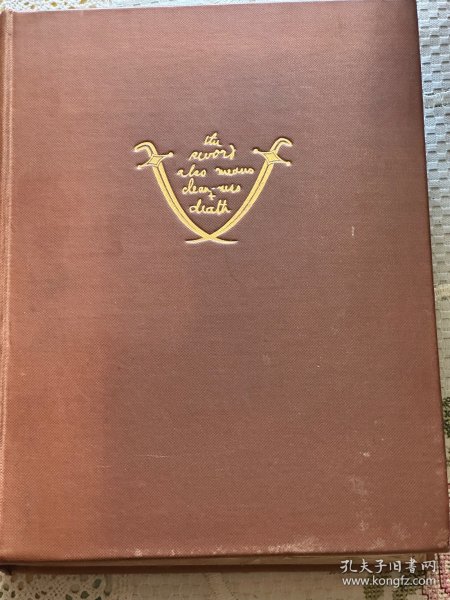 the
sword
also means
clean-ness
+
death
孔夫子旧书网
www.kongfz.com